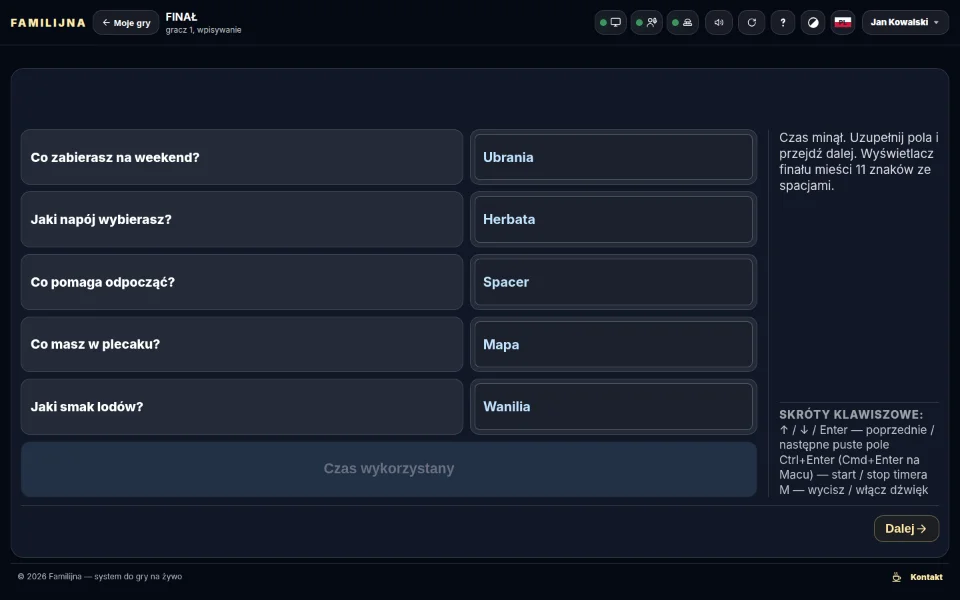 FAMILIJNA
← Moje gry
FINAŁ
gracz 1, wpisywanie
?
PL
Jan Kowalski
Co zabierasz na weekend?
Ubrania
Jaki napój wybierasz?
Herbata
Co pomaga odpocząć?
Spacer
Co masz w plecaku?
Mapa
Jaki smak lodów?
Wanilia
Czas wykorzystany
Czas minął. Uzupełnij pola i
przejdź dalej. Wyświetlacz
finału mieści 11 znaków ze
spacjami.
SKRÓTY KLAWISZOWE:
↑ / ↓ / Enter — poprzednie /
następne puste pole
Ctrl+Enter (Cmd+Enter na
Macu) — start / stop timera
M — wycisz / włącz dźwięk
Dalej →
© 2026 Familijna — system do gry na żywo
Kontakt